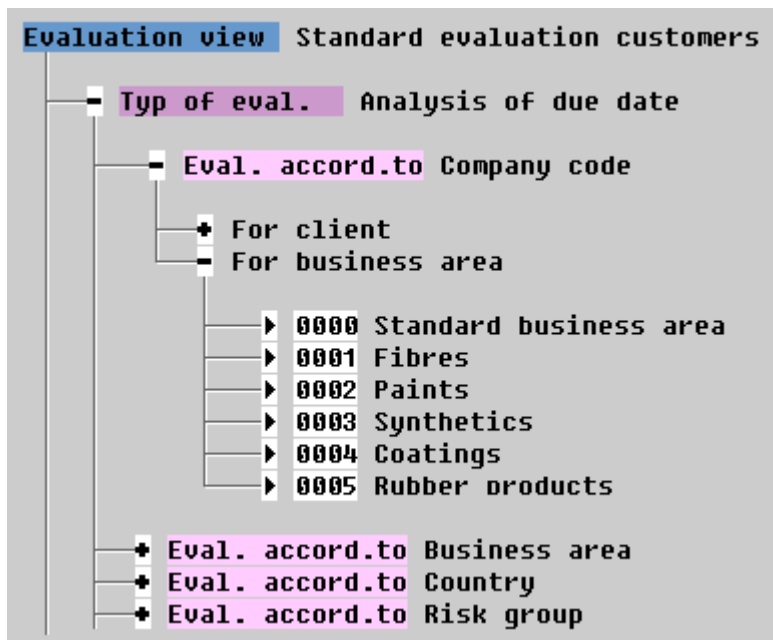 Evaluation view Standard evaluation customers
Typ of eval. Analysis of due date
Eval. accord.to Company code
For client
For business area
0000 Standard business area
0001 Fibres
0002 Paints
0003 Synthetics
0004 Coatings
0005 Rubber products
Eval. accord.to Business area
Eval. accord.to Country
Eval. accord.to Risk group